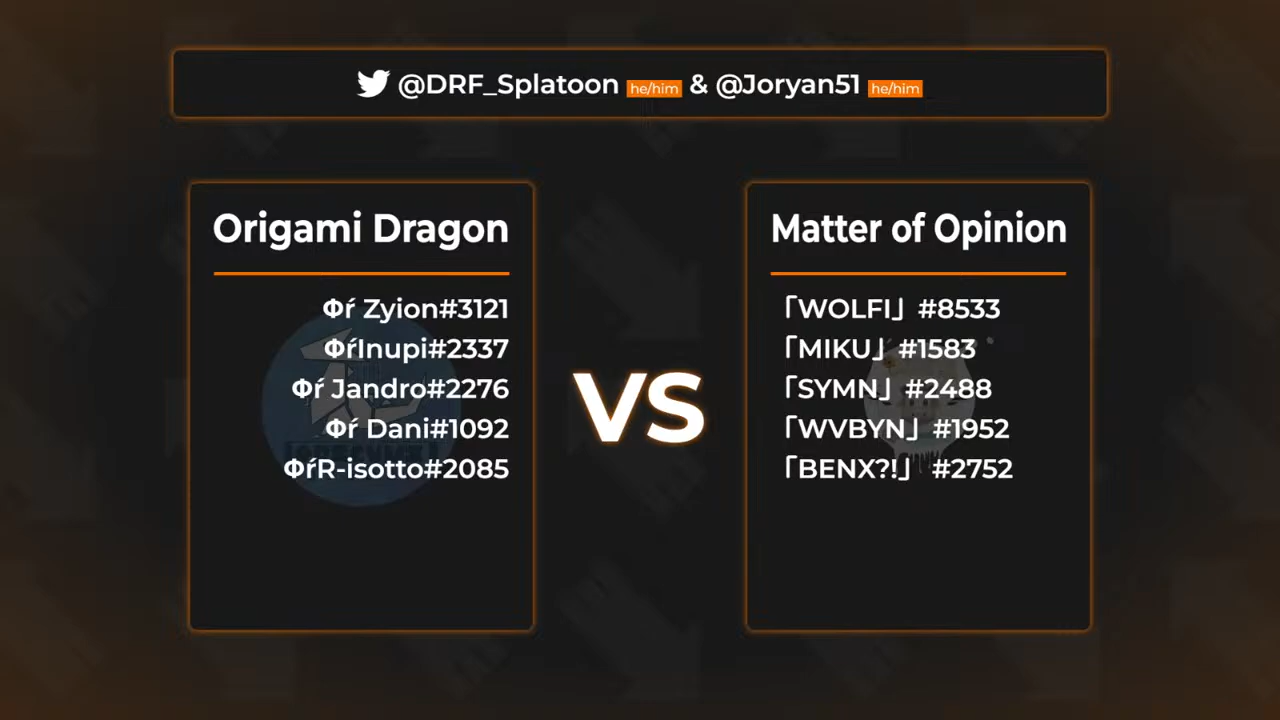 @DRF_Splatoon he/him & @Joryan51 he/him
Origami Dragon
Φŕ Zyion#3121
ΦŕInupi#2337
Φŕ Jandro#2276
Φŕ Dani#1092
ΦŕR-isotto#2085
VS
Matter of Opinion
「WOLFI」 #8533
「MIKU」 #1583
「SYMN」 #2488
「WVBYN」 #1952
「BENX?!」 #2752